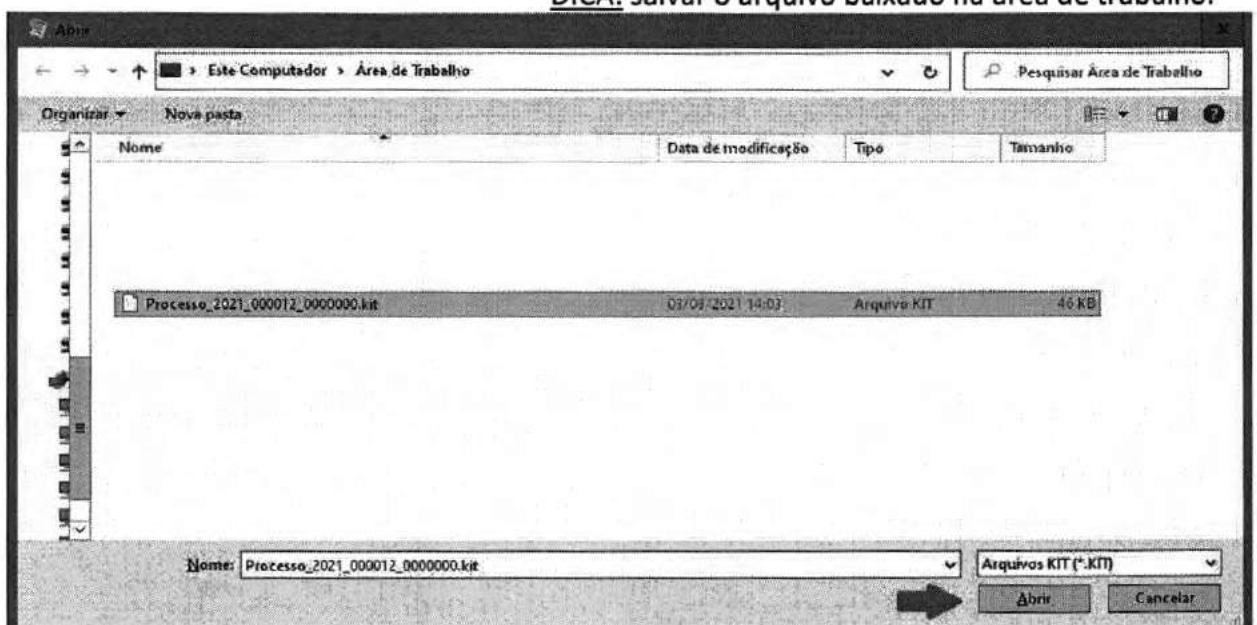 DICA: salvar o arquivo baixado na área de trabalho.
Abrir
Este Computador › Área de Trabalho
Pesquisar Área de Trabalho
Organizar Nova pasta
Nome Data de modificação Tipo Tamanho
Processo_2021_000012_0000000.kit 2021 14:03 Arquivo KIT 46 KB
Nome: Processo_2021_000012_0000000.kit Arquivos KIT (*.KIT)
Abrir Cancelar